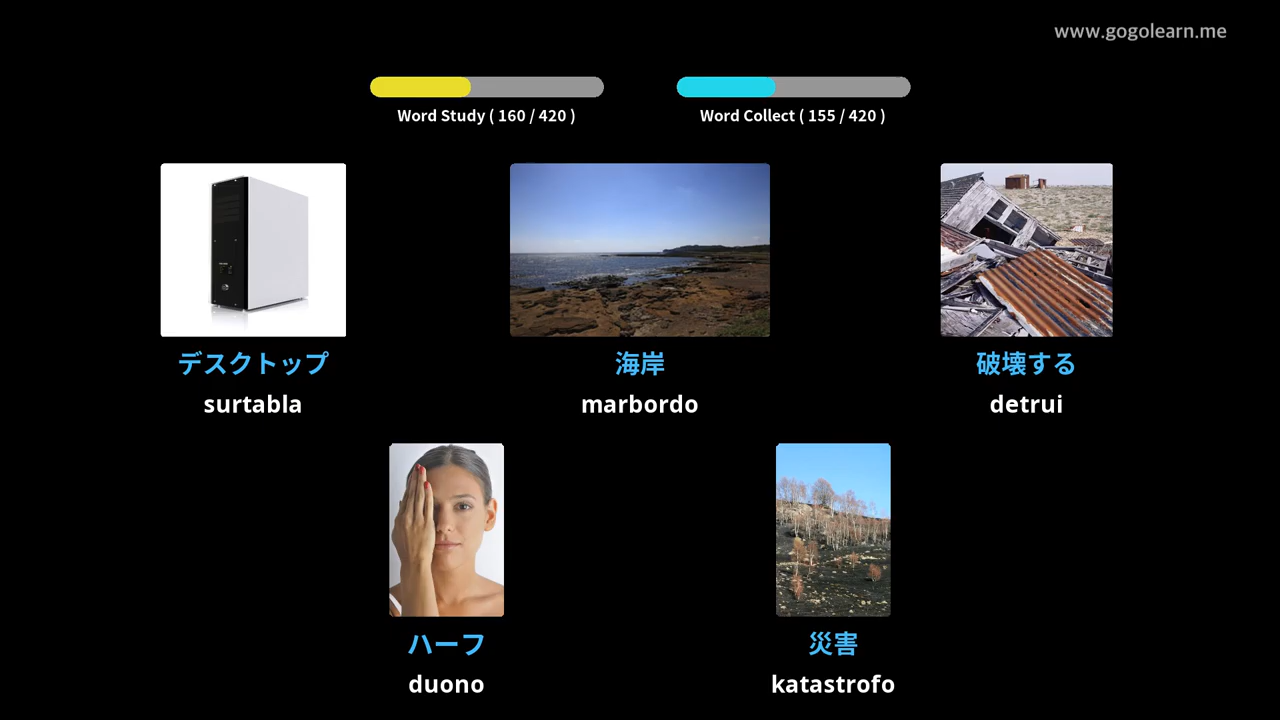 www.gogolearn.me
Word Study ( 160 / 420 )
Word Collect ( 155 / 420 )
デスクトップ
surtabla
海岸
marbordo
破壊する
detrui
ハーフ
duono
災害
katastrofo